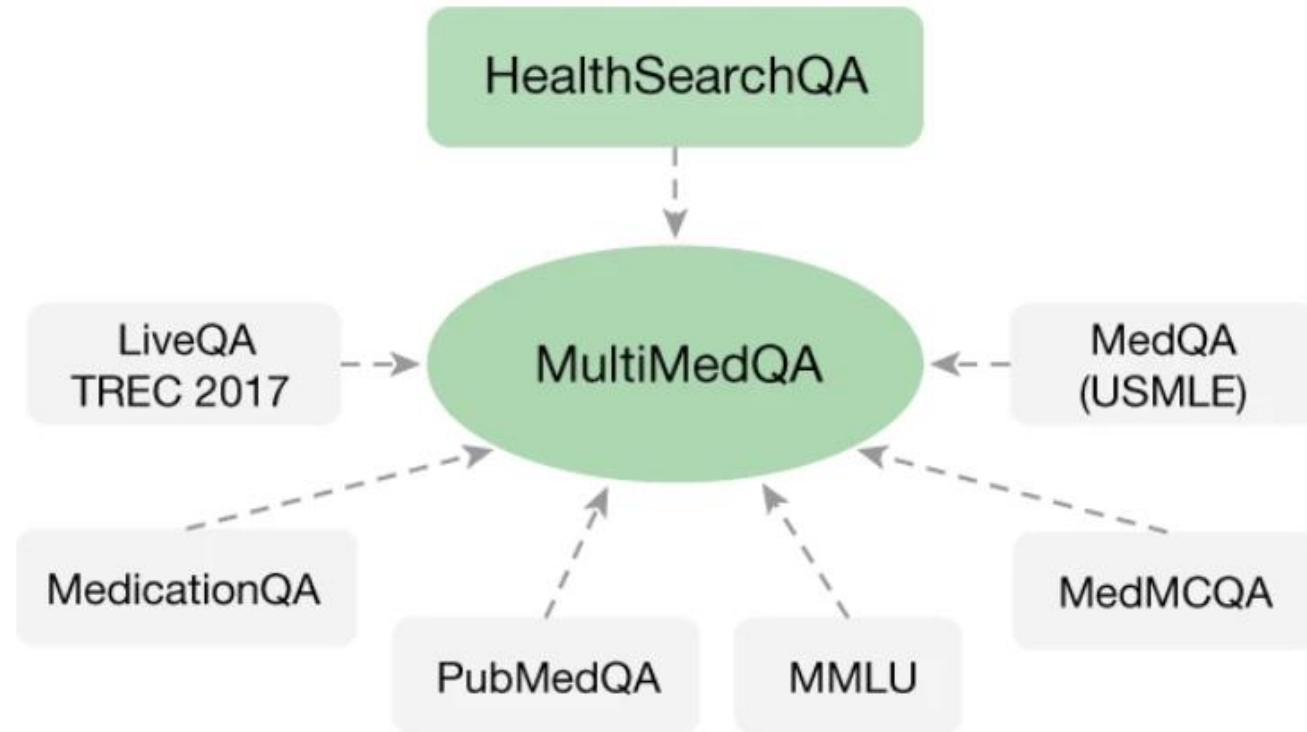 HealthSearchQA
LiveQA
TREC 2017
MultiMedQA
MedQA
(USMLE)
MedicationQA
MedMCQA
PubMedQA
MMLU